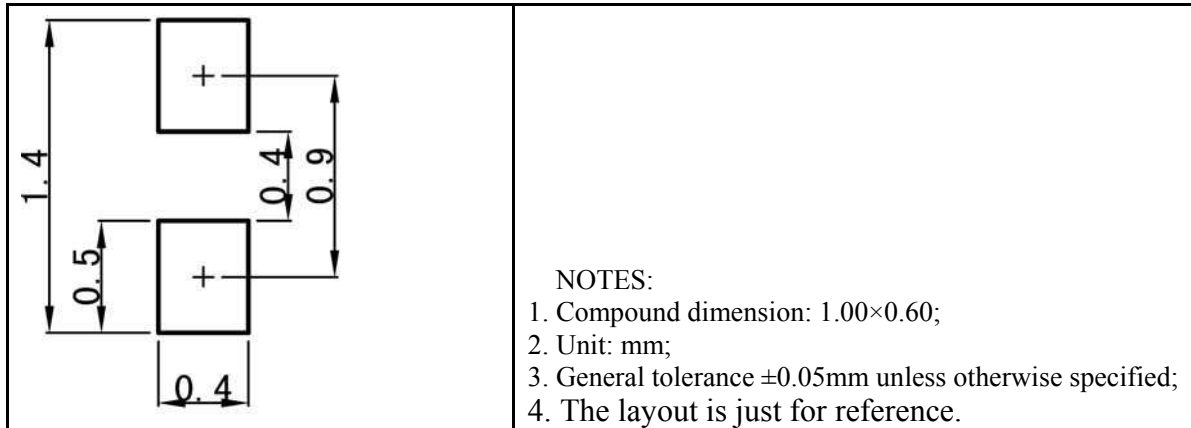 1.4
0.4
0.9
0.5
0.4
NOTES:
1. Compound dimension: 1.00×0.60;
2. Unit: mm;
3. General tolerance ±0.05mm unless otherwise specified;
4. The layout is just for reference.